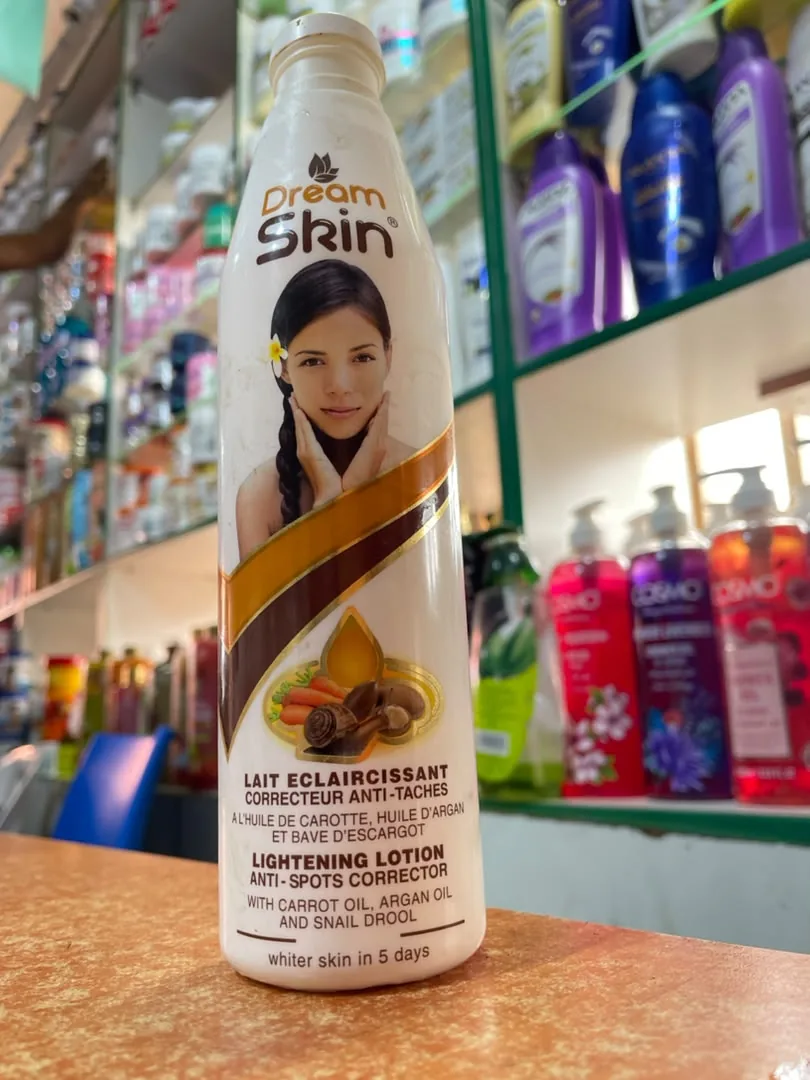 Dream
Skin®
LAIT ECLAIRCISSANT
CORRECTEUR ANTI-TACHES
A L'HUILE DE CAROTTE, HUILE D'ARGAN
ET BAVE D'ESCARGOT
LIGHTENING LOTION
ANTI-SPOTS CORRECTOR
WITH CARROT OIL, ARGAN OIL
AND SNAIL DROOL
whiter skin in 5 days
COSMO
COSMO
COSMO